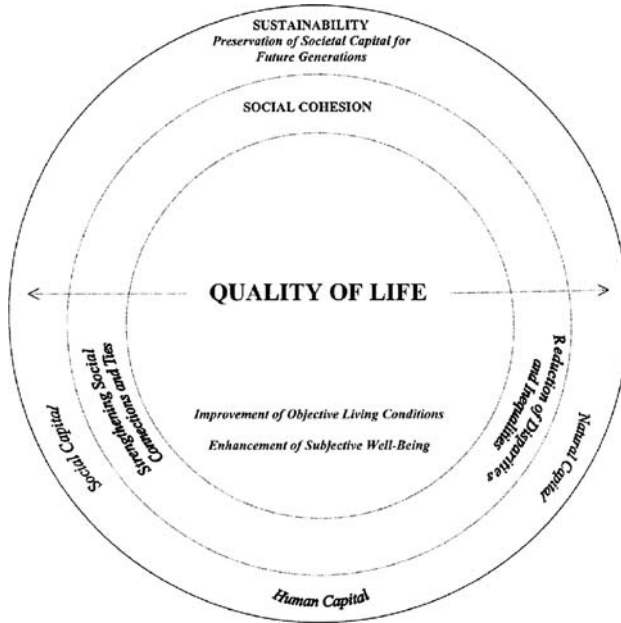 SUSTAINABILITY
Preservation of Societal Capital for
Future Generations
SOCIAL COHESION
QUALITY OF LIFE
Strengthening Social
Connections and Ties
Reduction of Disparities
and Inequalities
Improvement of Objective Living Conditions
Enhancement of Subjective Well-Being
Social Capital
Natural Capital
Human Capital